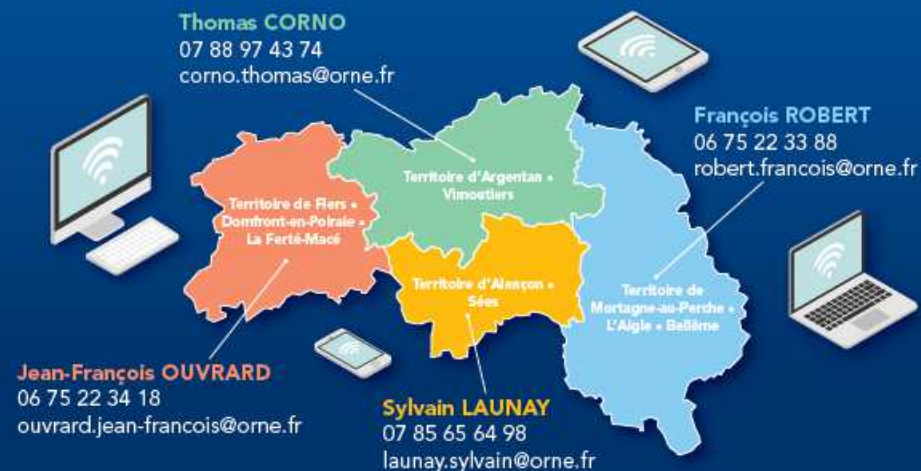 Thomas CORNO
07 88 97 43 74
corno.thomas@orne.fr
François ROBERT
06 75 22 33 88
robert.francois@orne.fr
Territoire d'Argentan •
Vimoutiers
Territoire de Flers •
Domfront-en-Poiraie •
La Ferté-Macé
Territoire d'Alençon •
Sées
Territoire de
Mortagne-au-Perche •
L'Aigle • Bellême
Jean-François OUVRARD
06 75 22 34 18
ouvrard.jean-francois@orne.fr
Sylvain LAUNAY
07 85 65 64 98
launay.sylvain@orne.fr